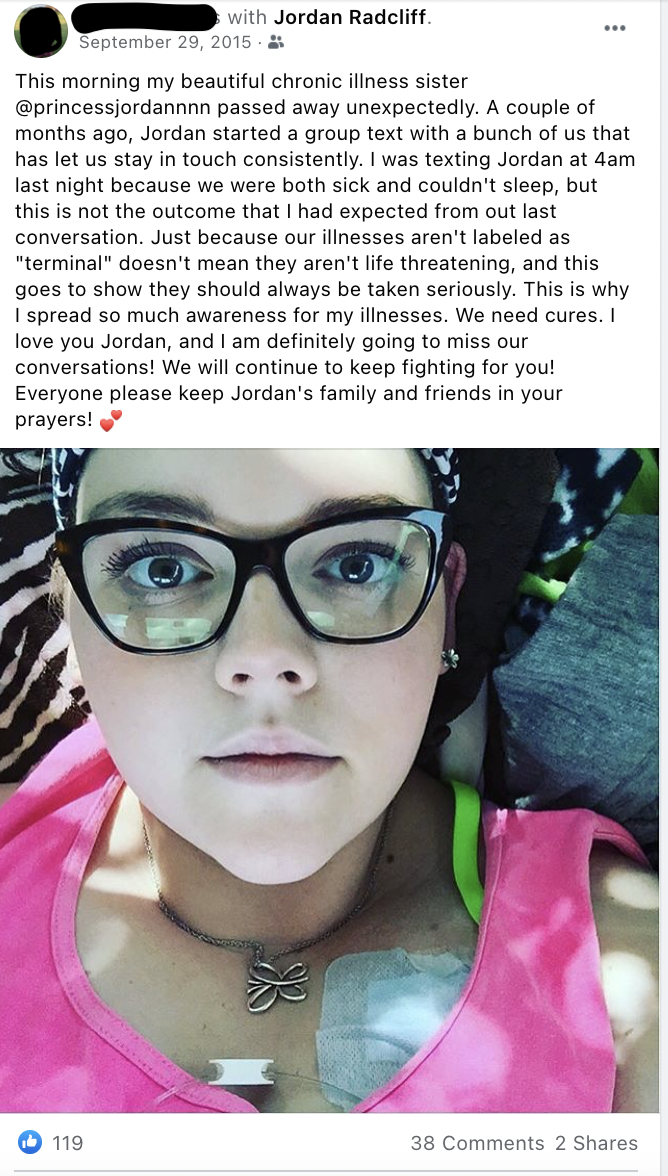 with Jordan Radcliff.
September 29, 2015 ·
This morning my beautiful chronic illness sister
@princessjordannnn passed away unexpectedly. A couple of
months ago, Jordan started a group text with a bunch of us that
has let us stay in touch consistently. I was texting Jordan at 4am
last night because we were both sick and couldn't sleep, but
this is not the outcome that I had expected from out last
conversation. Just because our illnesses aren't labeled as
"terminal" doesn't mean they aren't life threatening, and this
goes to show they should always be taken seriously. This is why
I spread so much awareness for my illnesses. We need cures. I
love you Jordan, and I am definitely going to miss our
conversations! We will continue to keep fighting for you!
Everyone please keep Jordan's family and friends in your
prayers! 💕
119 38 Comments 2 Shares